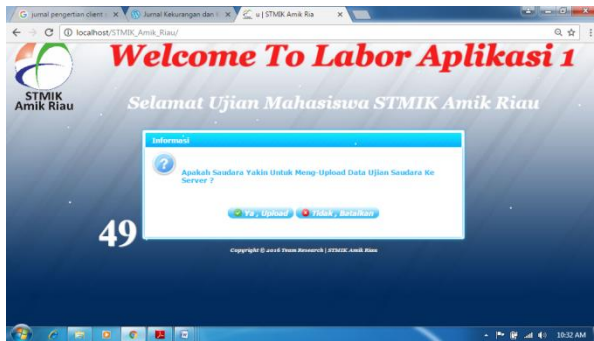 jurnal pengertian client
Jurnal Kekurangan dan
u | STMIK Amik Ria
localhost/STMIK_Amik_Riau/
Welcome To Labor Aplikasi 1
STMIK
Amik Riau
Selamat Ujian Mahasiswa STMIK Amik Riau
Informasi
Apakah Saudara Yakin Untuk Meng-Upload Data Ujian Saudara Ke
Server ?
Ya , Upload
Tidak , Batalkan
49
Copyright © 2016 Team Research | STMIK Amik Riau
10:32 AM